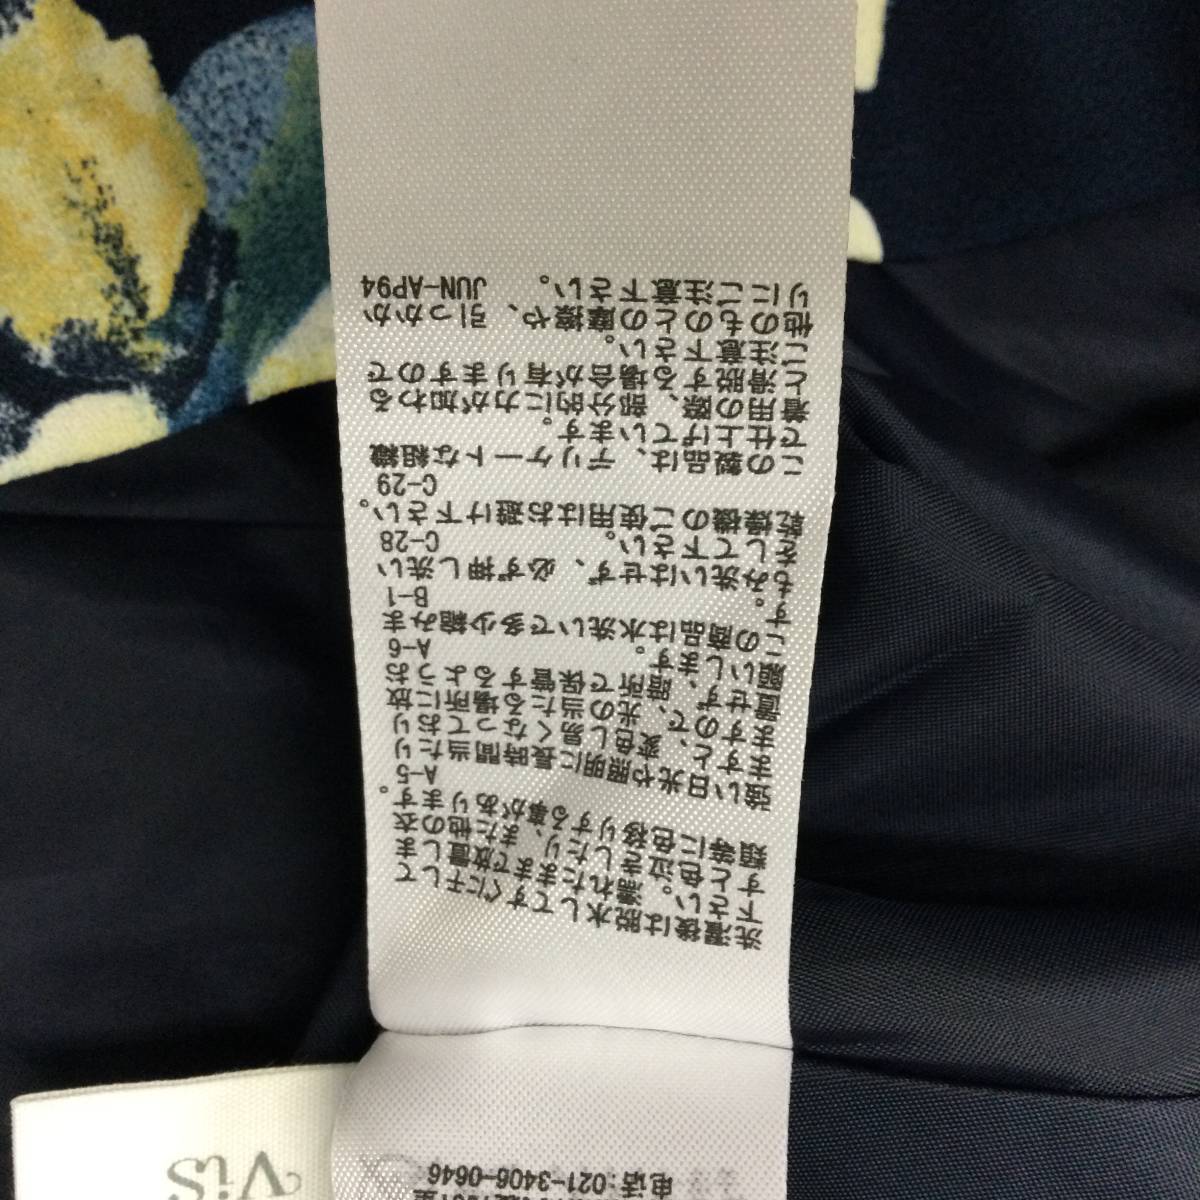 洗濯後は脱水してすぐに干して
下さい。濡れたままで放置しま
すと色泣きしたり、また他の衣
類等に色移りする事があります。
A-5
強い日光や照明に長時間当たり
ますと、変色し易くなっており
ますので、光の当たる場所に放
置せず、暗所で保管するようお
願いします。 A-6
この商品は水洗いで多少縮みま
す。 B-1
もみ洗いはせず、必ず押し洗い
をして下さい。 C-28
乾燥機のご使用はお避け下さい。
C-29
この製品は、デリケートな組織
で仕上げています。
着用の際、部分的に力が加わる
と滑脱する場合が有りますので
ご注意下さい。
他のものとの摩擦や、引っかか
りにご注意下さい。 JUN-AP94
电话:021-3406-0646
ViS